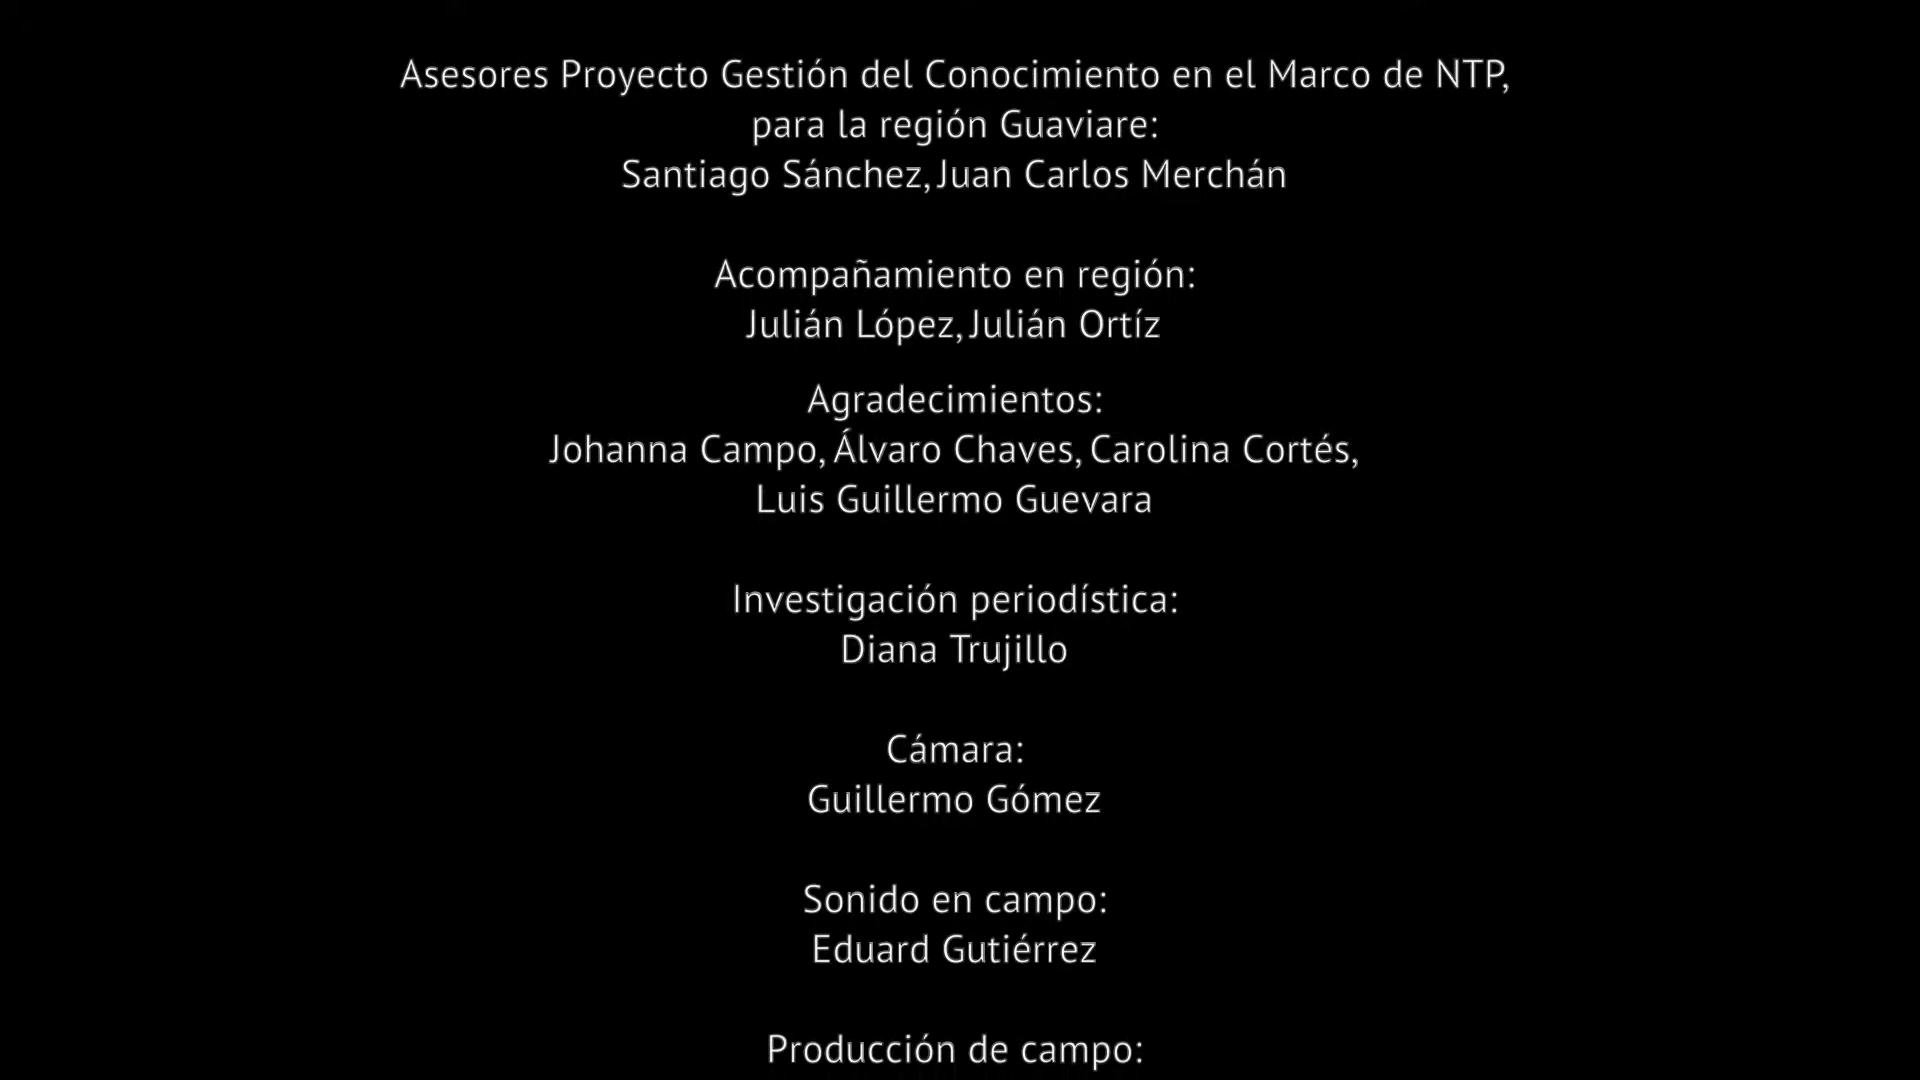 Asesores Proyecto Gestión del Conocimiento en el Marco de NTP,
para la región Guaviare:
Santiago Sánchez, Juan Carlos Merchán
Acompañamiento en región:
Julián López, Julián Ortíz
Agradecimientos:
Johanna Campo, Álvaro Chaves, Carolina Cortés,
Luis Guillermo Guevara
Investigación periodística:
Diana Trujillo
Cámara:
Guillermo Gómez
Sonido en campo:
Eduard Gutiérrez
Producción de campo: